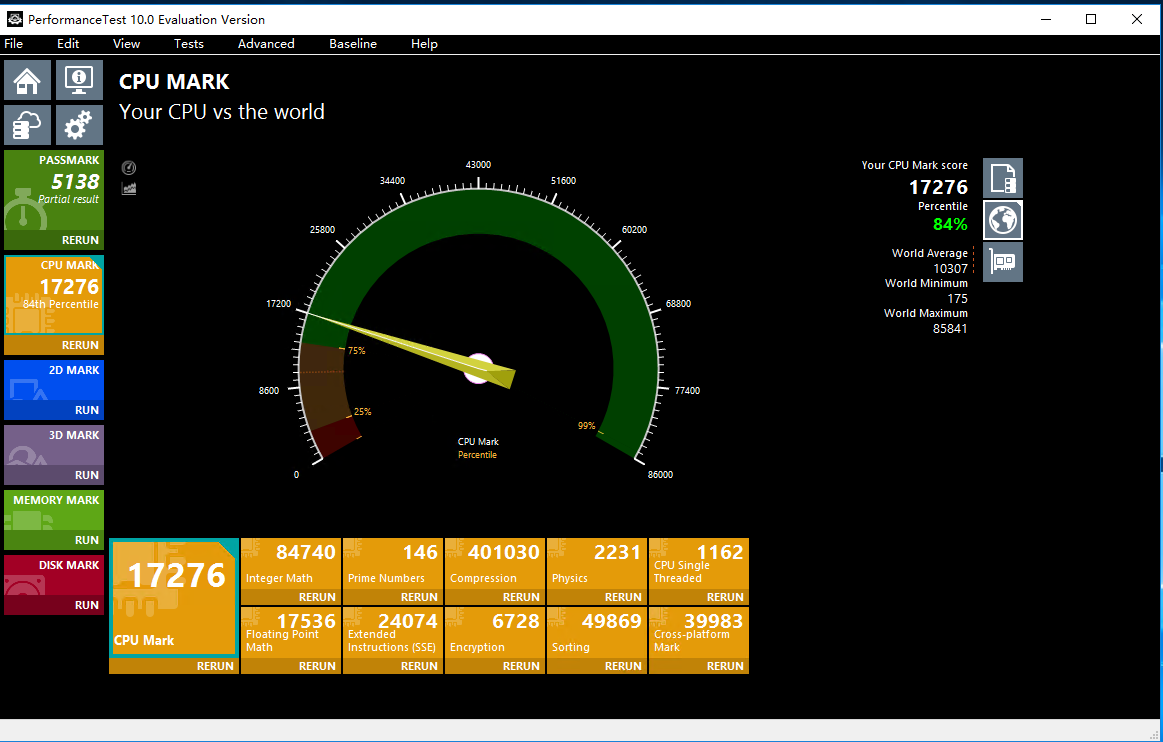 PerformanceTest 10.0 Evaluation Version
File Edit View Tests Advanced Baseline Help
CPU MARK
Your CPU vs the world
PASSMARK
5138
Partial result
RERUN
CPU MARK
17276
84th Percentile
RERUN
2D MARK
RUN
3D MARK
RUN
MEMORY MARK
RUN
DISK MARK
RUN
0
8600
17200
25800
34400
43000
51600
60200
68800
77400
86000
25%
75%
99%
CPU Mark
Percentile
Your CPU Mark score
17276
Percentile
84%
World Average
10307
World Minimum
175
World Maximum
85841
17276
CPU Mark
RERUN
84740
Integer Math
RERUN
146
Prime Numbers
RERUN
401030
Compression
RERUN
2231
Physics
RERUN
1162
CPU Single
Threaded
RERUN
17536
Floating Point
Math
RERUN
24074
Extended
Instructions (SSE)
RERUN
6728
Encryption
RERUN
49869
Sorting
RERUN
39983
Cross-platform
Mark
RERUN